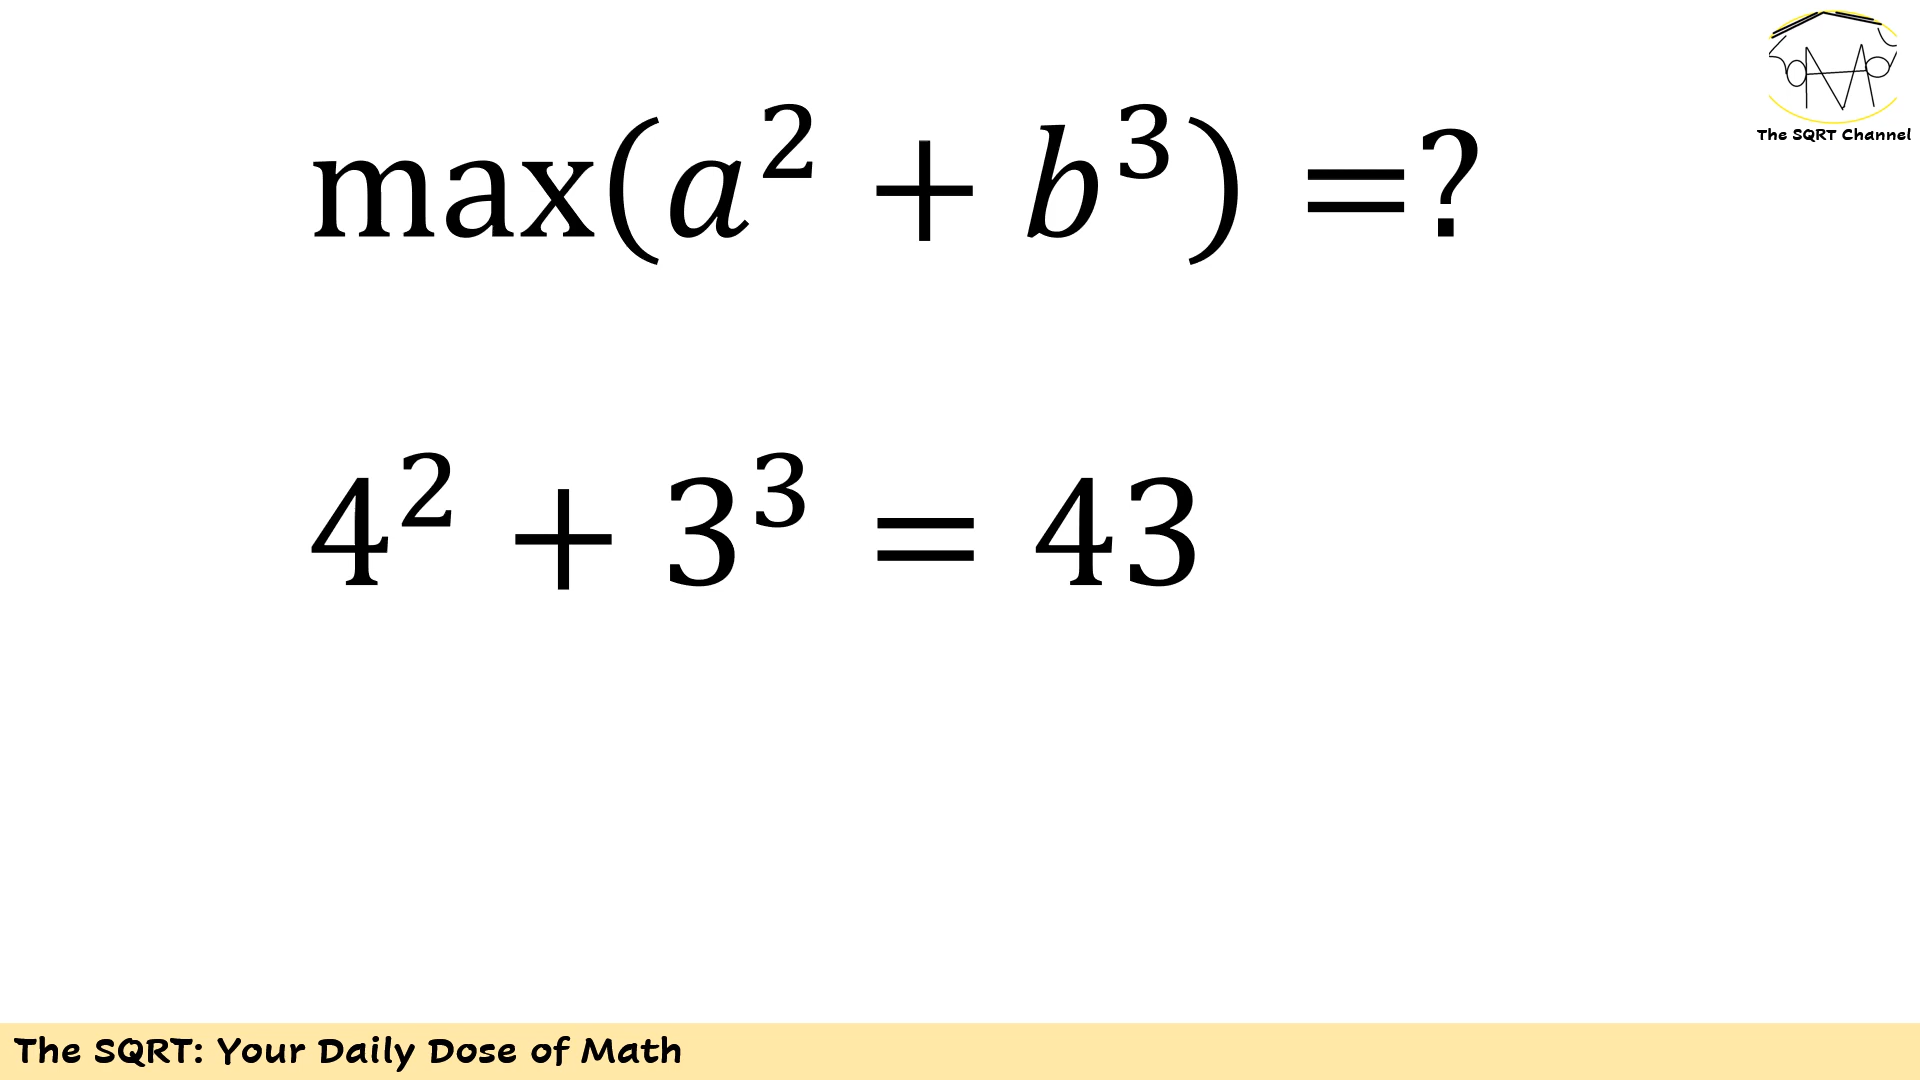 max(a² + b³) =?
The SQRT Channel
4² + 3³ = 43
The SQRT: Your Daily Dose of Math